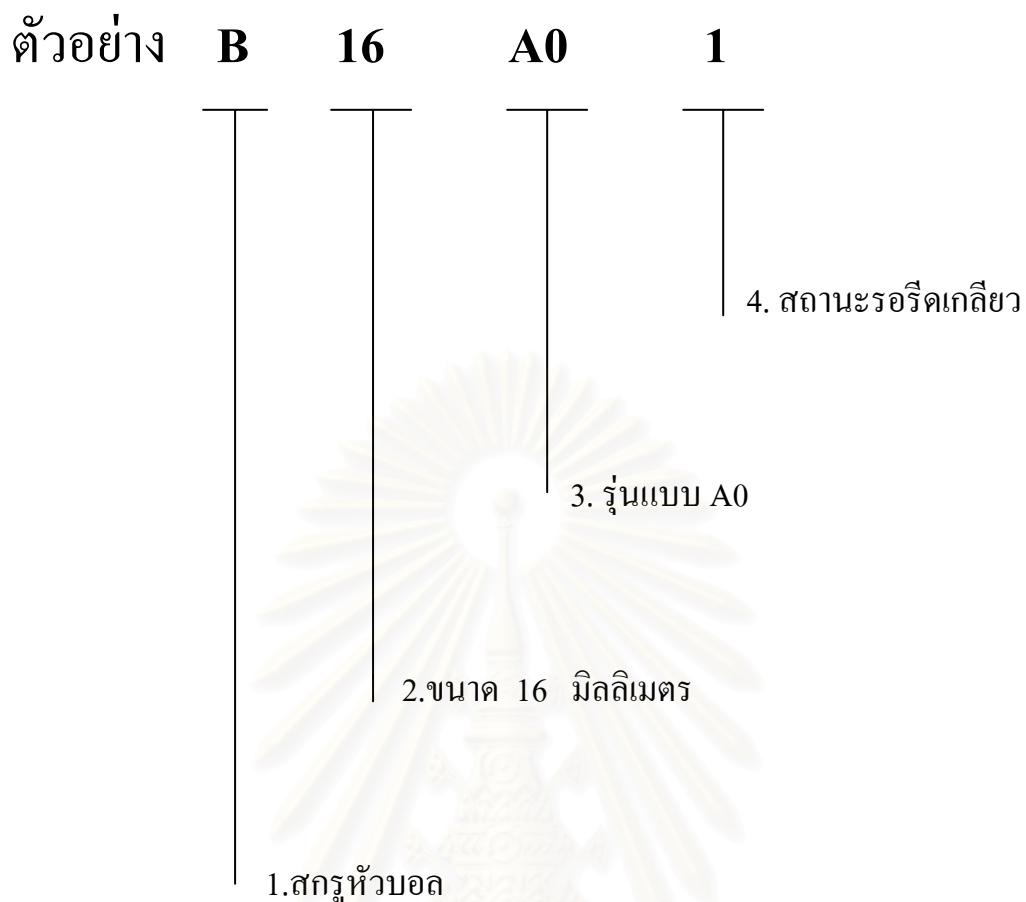 ตัวอย่าง B 16 A0 1
4. สถานะรอรีดเกลียว
3. รุ่นแบบ A0
2.ขนาด 16 มิลลิเมตร
1.สกรูหัวบอล